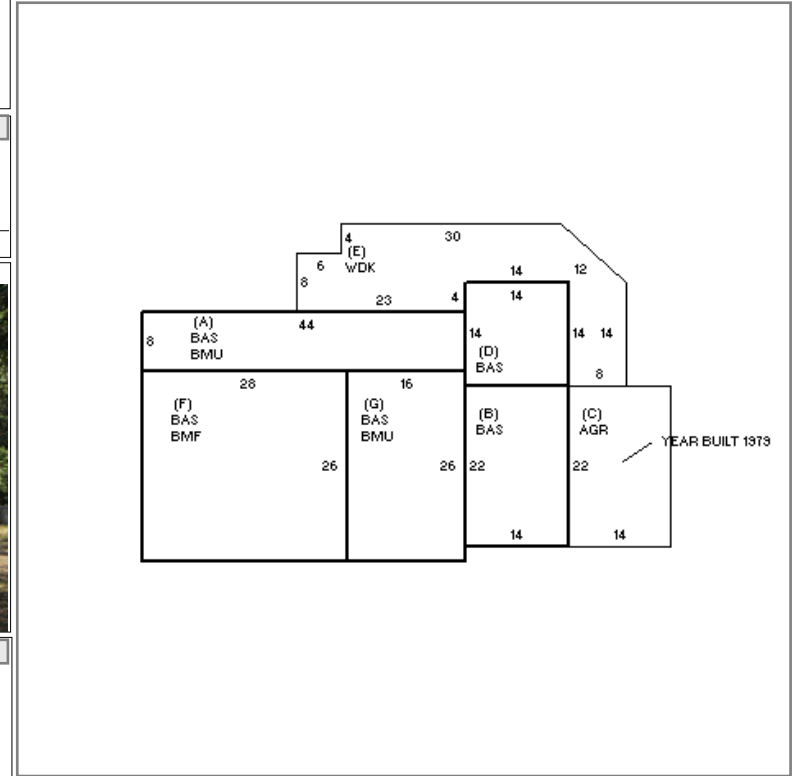 4
30
(E)
6
WDK
12
14
8
23
4
14
(A)
44
8
BAS
14
14
14
BMU
(D)
BAS
8
28
16
(F)
(G)
(B)
(C)
BAS
BAS
BAS
AGR
BMF
BMU
YEAR BUILT 1979
26
26
22
22
14
14